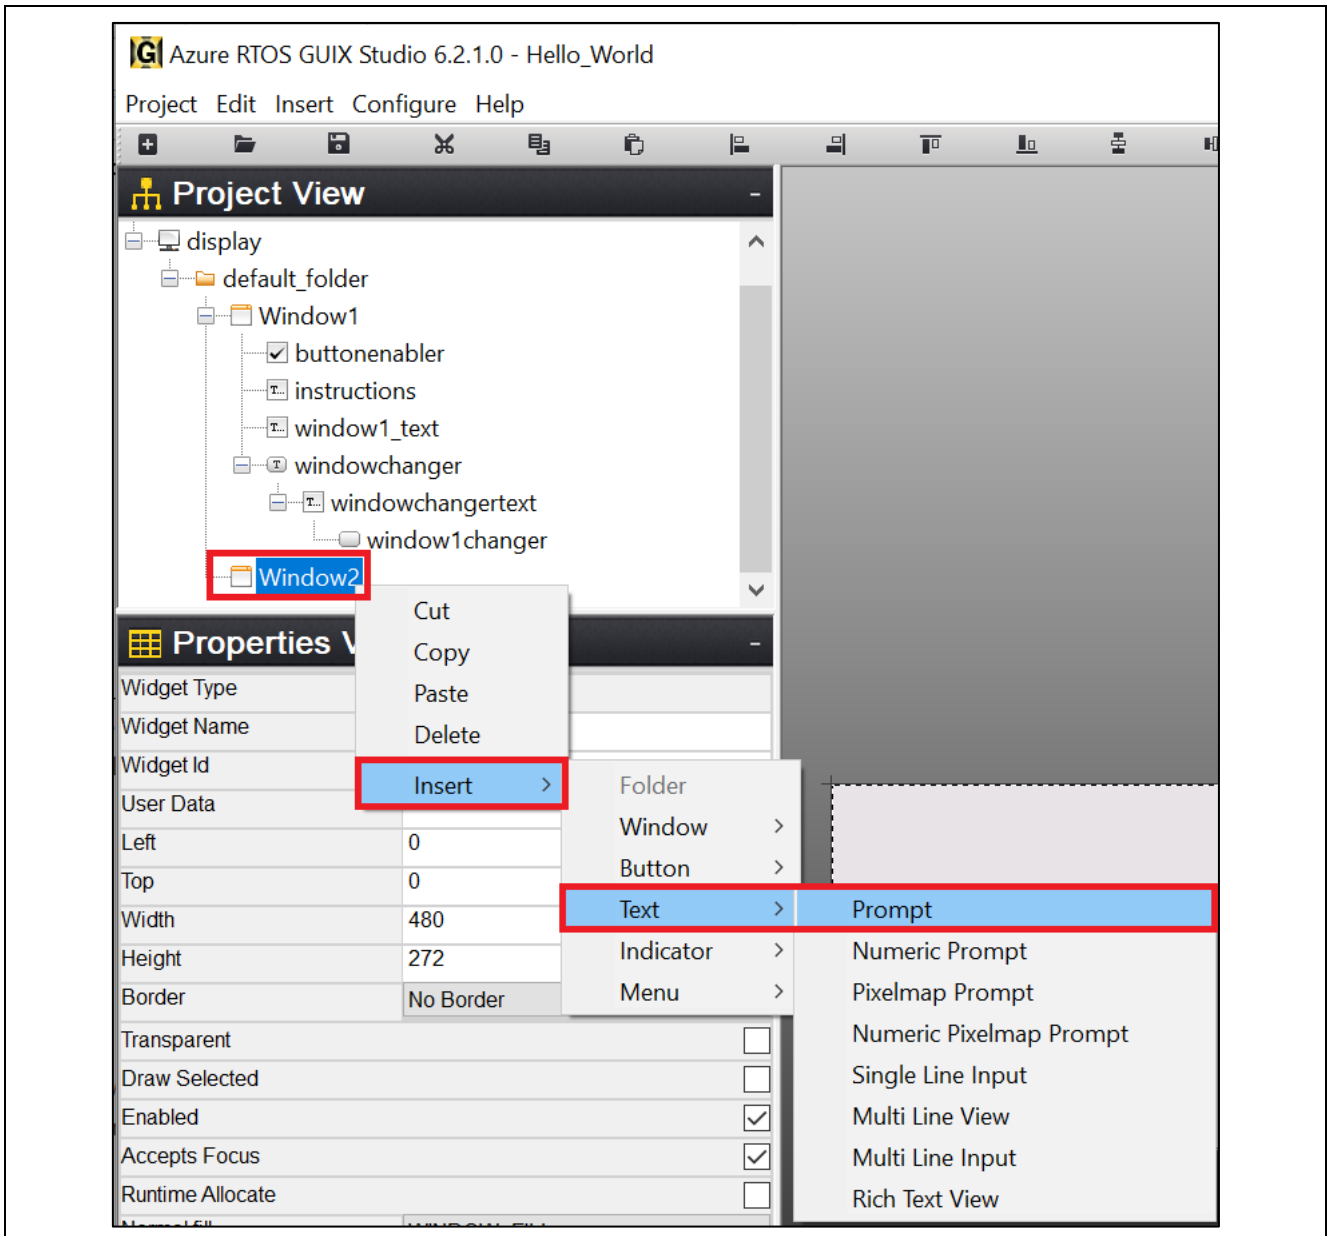 Azure RTOS GUIX Studio 6.2.1.0 - Hello_World
Project Edit Insert Configure Help
Project View
display
default_folder
Window1
buttonenabler
instructions
window1_text
windowchanger
windowchangertext
window1changer
Window2
Cut
Copy
Paste
Delete
Insert
Folder
Window
Button
Text
Indicator
Menu
Prompt
Numeric Prompt
Pixelmap Prompt
Numeric Pixelmap Prompt
Single Line Input
Multi Line View
Multi Line Input
Rich Text View
Properties
Widget Type
Widget Name
Widget Id
User Data
Left 0
Top 0
Width 480
Height 272
Border No Border
Transparent
Draw Selected
Enabled
Accepts Focus
Runtime Allocate